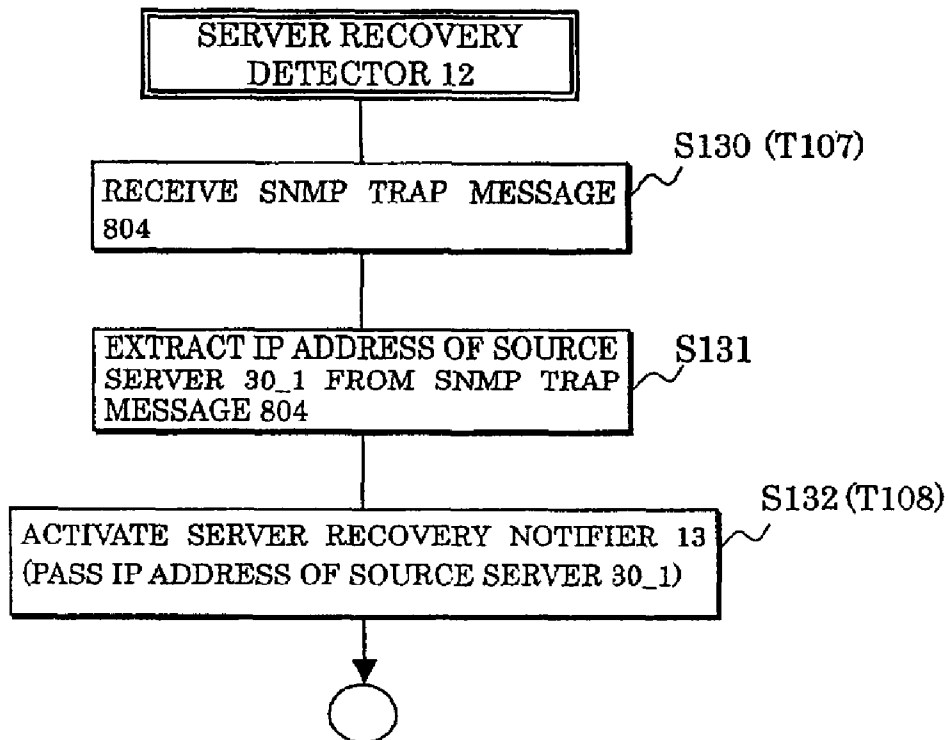 SERVER RECOVERY
DETECTOR 12
S130 (T107)
RECEIVE SNMP TRAP MESSAGE
804
EXTRACT IP ADDRESS OF SOURCE
SERVER 30_1 FROM SNMP TRAP
MESSAGE 804
S131
S132 (T108)
ACTIVATE SERVER RECOVERY NOTIFIER 13
(PASS IP ADDRESS OF SOURCE SERVER 30_1)